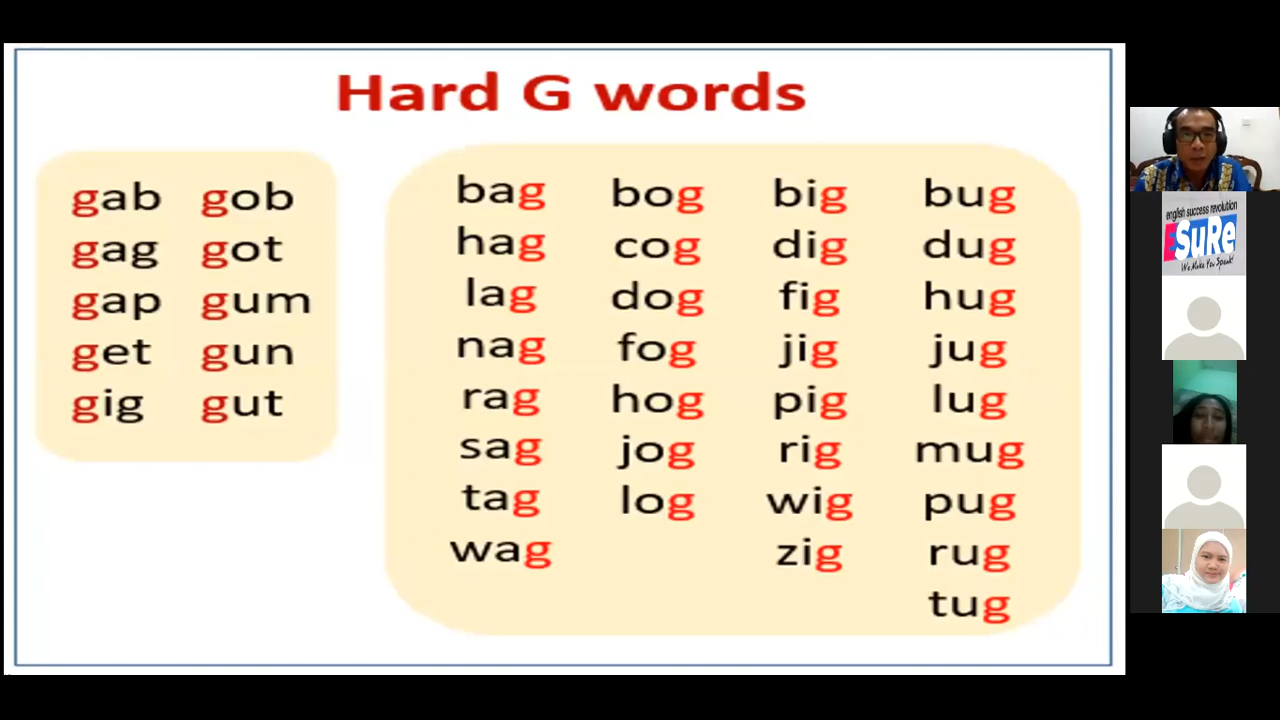 Hard G words
gab gob
gag got
gap gum
get gun
gig gut
bag bog big bug
hag cog dig dug
lag dog fig hug
nag fog jig jug
rag hog pig lug
sag jog rig mug
tag log wig pug
wag zig rug
tug
english success revolution
ESuRe
We Make You Speak!